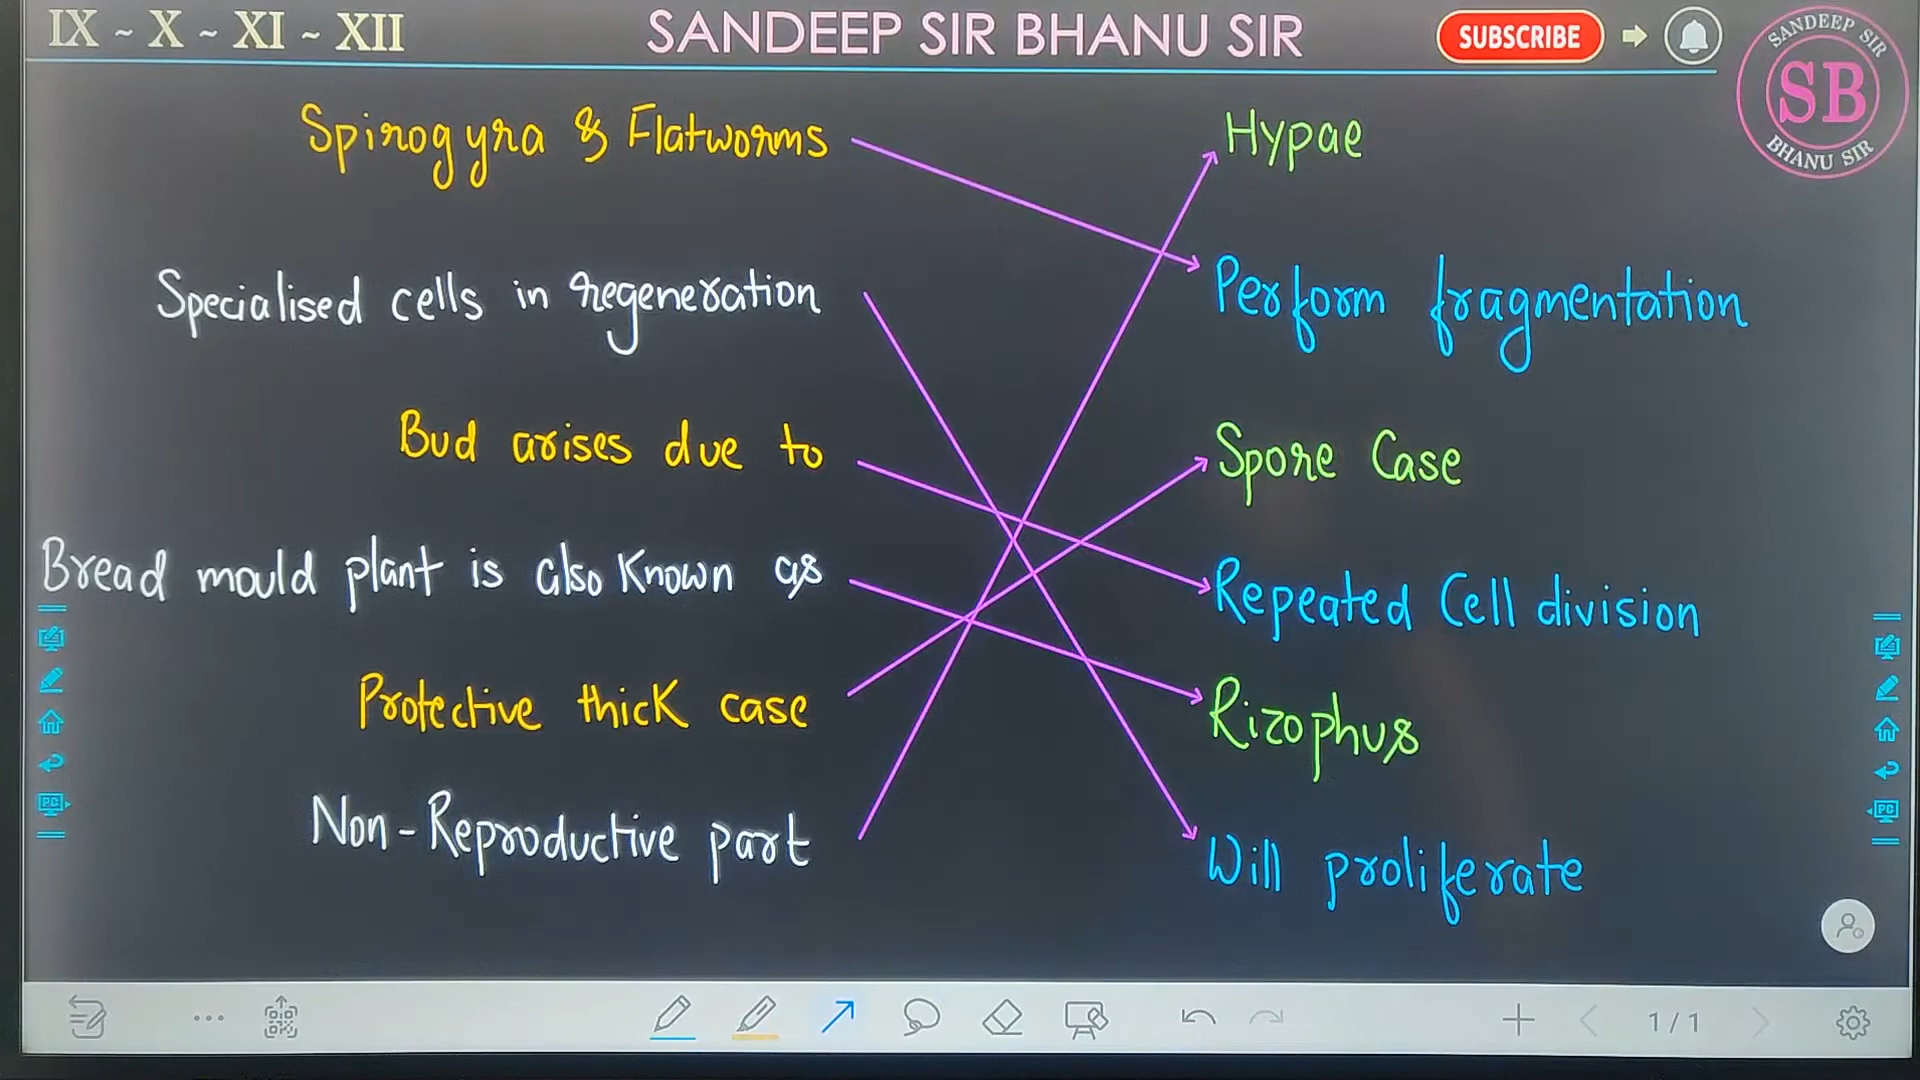 IX ~ X ~ XI ~ XII
SANDEEP SIR BHANU SIR
SUBSCRIBE
SANDEEP SIR
SB
BHANU SIR
Spirogyra & Flatworms
Hypae
Specialised cells in regeneration
Perform fragmentation
Bud arises due to
Spore Case
Bread mould plant is also known as
Repeated Cell division
Protective thick case
Rizophus
Non-Reproductive part
Will proliferate
PC
PC
1/1